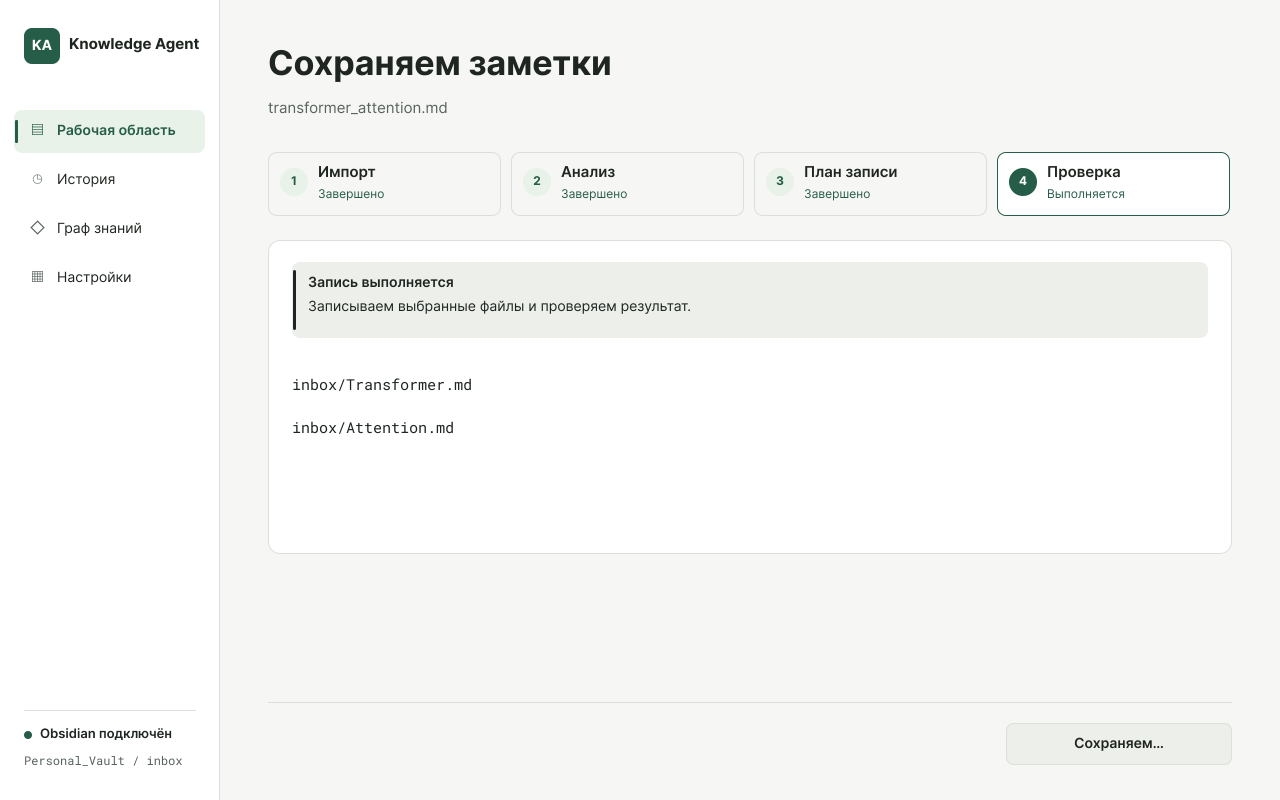 KA
Knowledge Agent
Рабочая область
История
Граф знаний
Настройки
Obsidian подключён
Personal_Vault / inbox
Сохраняем заметки
transformer_attention.md
1
Импорт
Завершено
2
Анализ
Завершено
3
План записи
Завершено
4
Проверка
Выполняется
Запись выполняется
Записываем выбранные файлы и проверяем результат.
inbox/Transformer.md
inbox/Attention.md
Сохраняем…